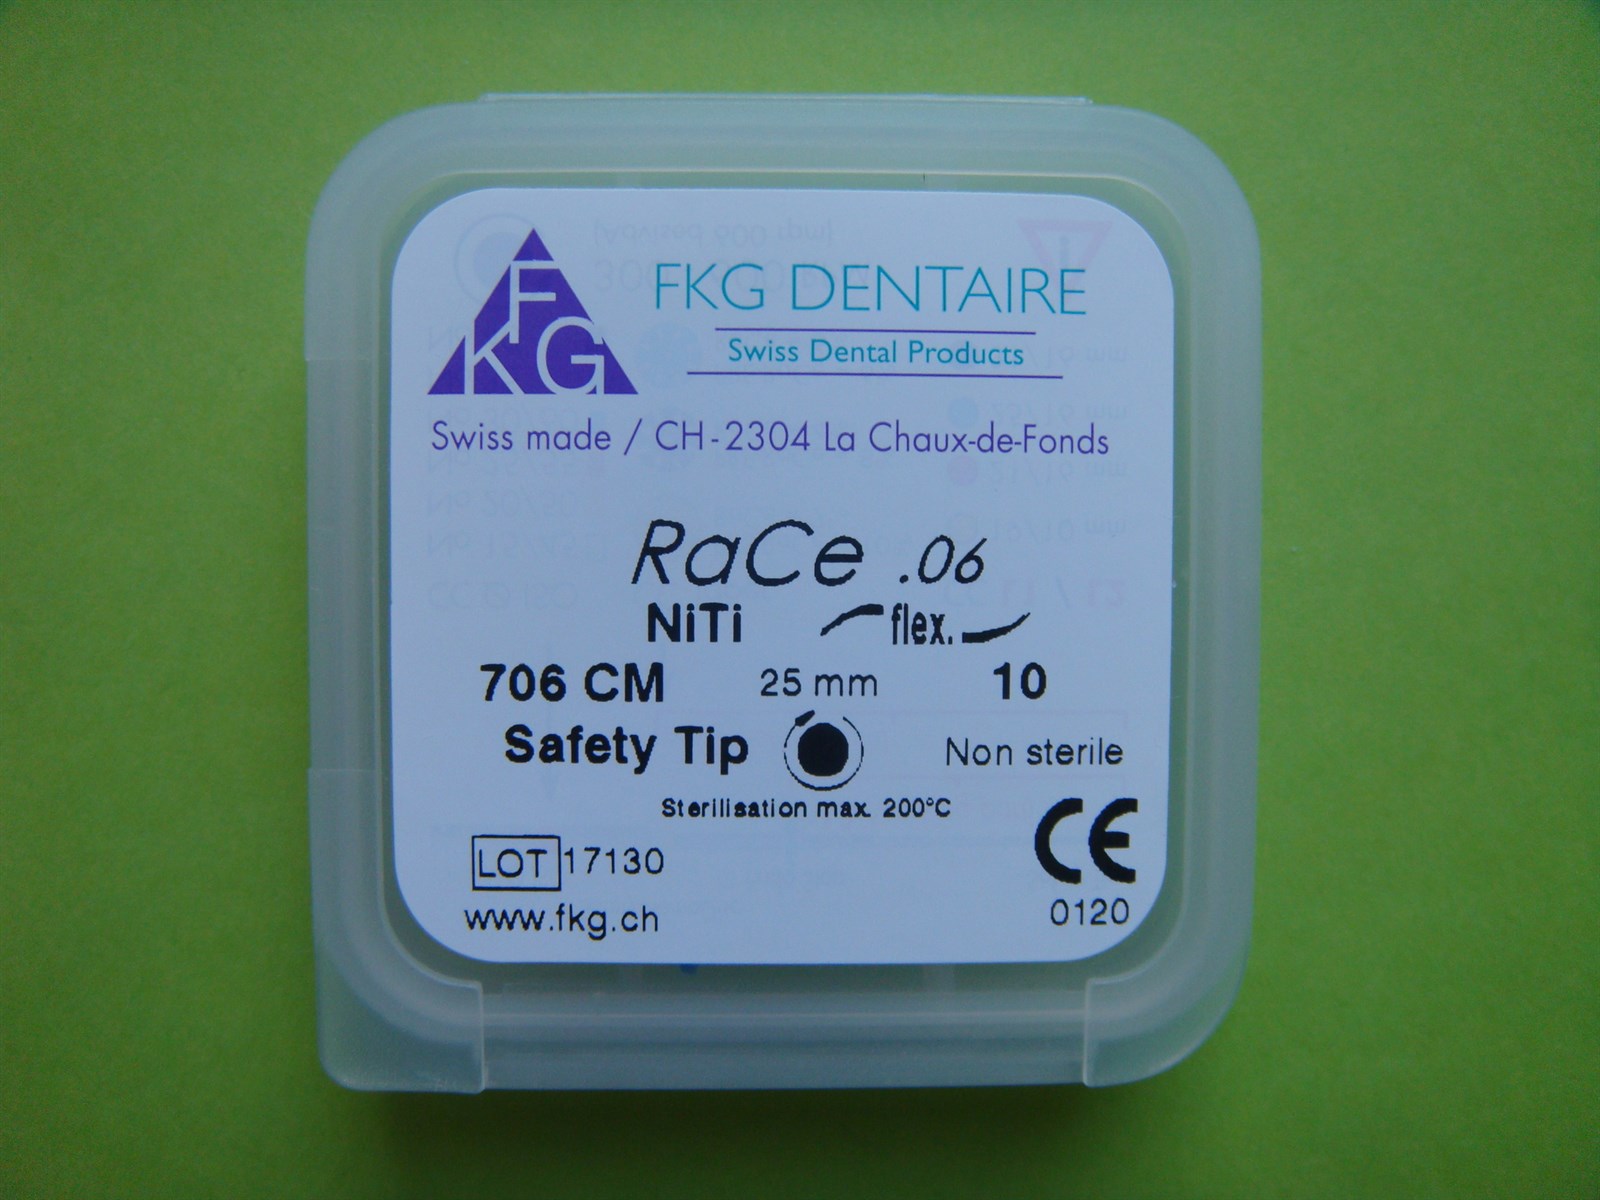 FKG
FKG DENTAIRE
Swiss Dental Products
Swiss made / CH-2304 La Chaux-de-Fonds
RaCe .06
NiTi flex.
706 CM 25 mm 10
Safety Tip Non sterile
Sterilisation max. 200°C
LOT 17130
www.fkg.ch
CE
0120